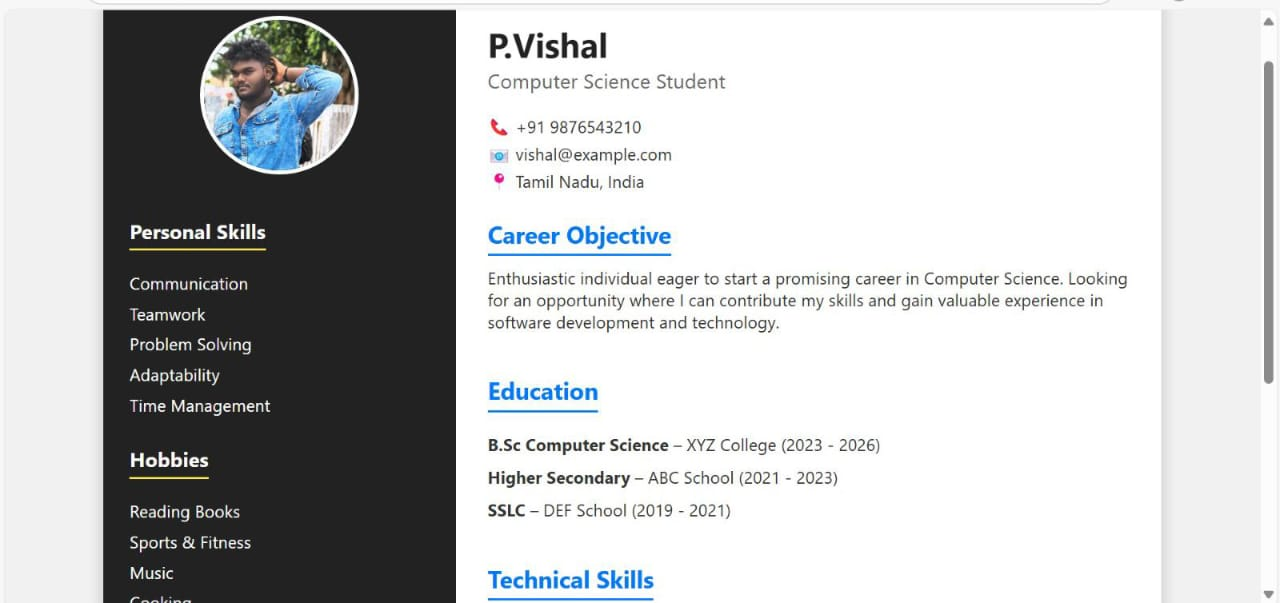 Personal Skills
Communication
Teamwork
Problem Solving
Adaptability
Time Management
Hobbies
Reading Books
Sports & Fitness
Music
Cooking
P.Vishal
Computer Science Student
+91 9876543210
vishal@example.com
Tamil Nadu, India
Career Objective
Enthusiastic individual eager to start a promising career in Computer Science. Looking
for an opportunity where I can contribute my skills and gain valuable experience in
software development and technology.
Education
B.Sc Computer Science – XYZ College (2023 - 2026)
Higher Secondary – ABC School (2021 - 2023)
SSLC – DEF School (2019 - 2021)
Technical Skills